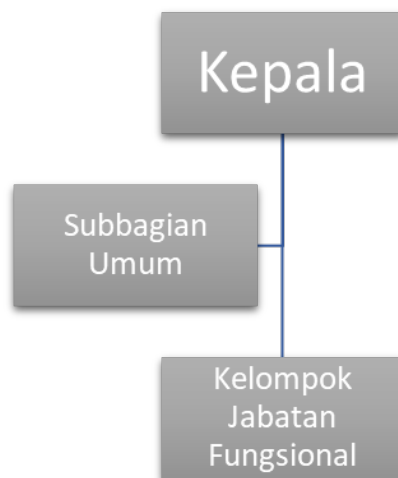 Kepala
Subbagian
Umum
Kelompok
Jabatan
Fungsional